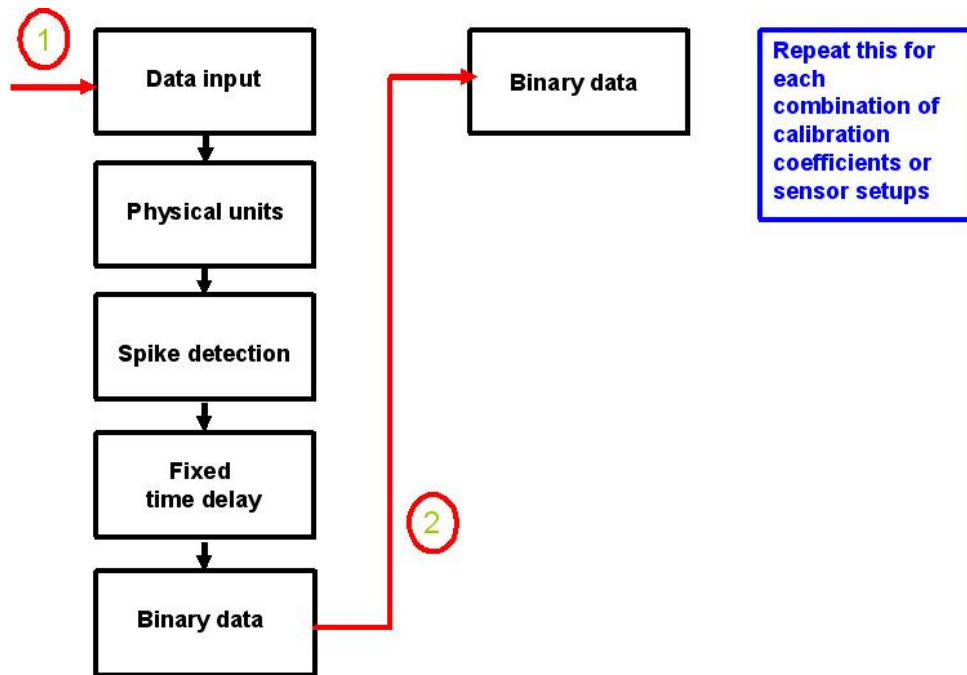 1
Data input
Physical units
Spike detection
Fixed
time delay
Binary data
2
Binary data
Repeat this for
each
combination of
calibration
coefficients or
sensor setups